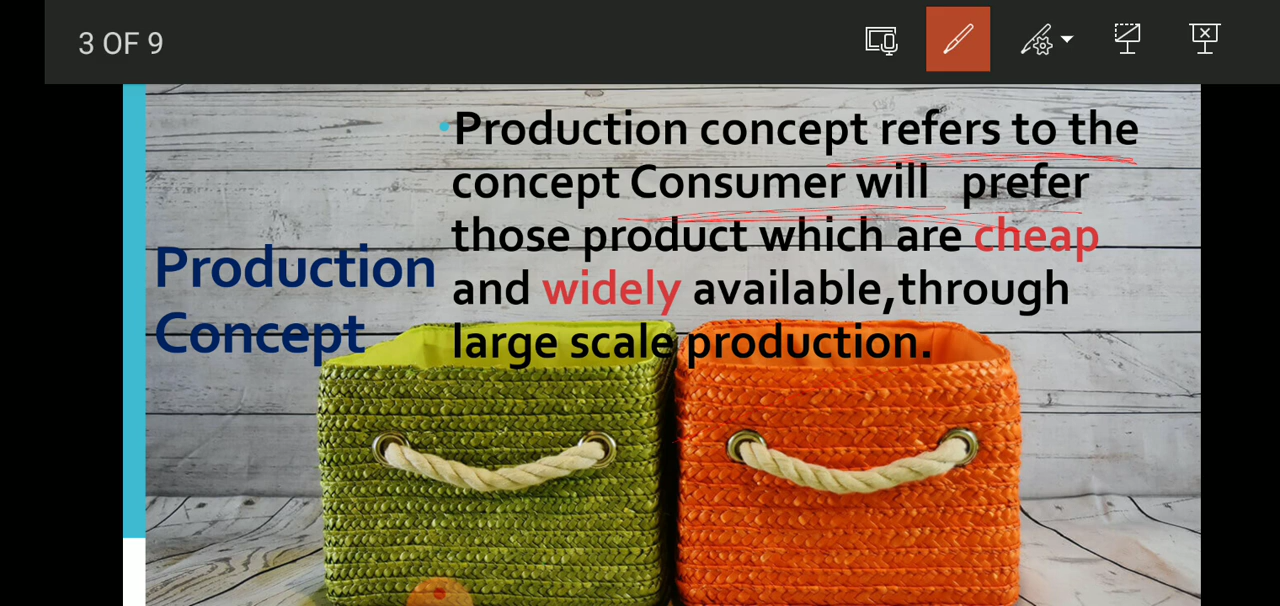 3 OF 9
Production
Concept
•Production concept refers to the
concept Consumer will prefer
those product which are cheap
and widely available,through
large scale production.